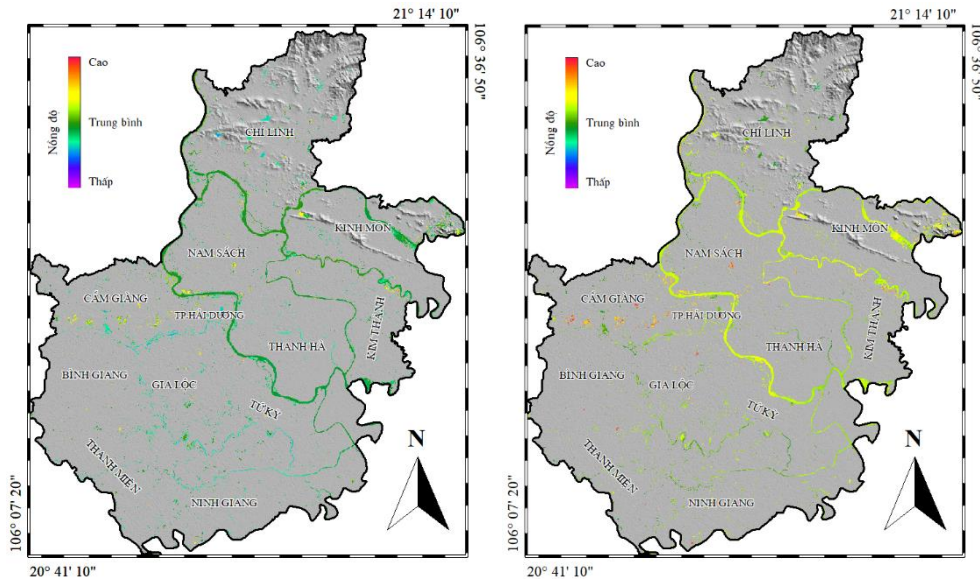 21° 14' 10"
106° 36' 50"
Cao
Trung bình
Thấp
Nồng độ
CHÍ LINH
KINH MÔN
NAM SÁCH
CẨM GIÀNG
TP.HẢI DƯƠNG
KIM THÀNH
THANH HÀ
BÌNH GIANG
GIA LỘC
TỨ KỲ
THANH MIỆN
NINH GIANG
N
106° 07' 20"
20° 41' 10"
21° 14' 10"
106° 36' 50"
Cao
Trung bình
Thấp
Nồng độ
CHÍ LINH
KINH MÔN
NAM SÁCH
CẨM GIÀNG
TP.HẢI DƯƠNG
KIM THÀNH
THANH HÀ
BÌNH GIANG
GIA LỘC
TỨ KỲ
THANH MIỆN
NINH GIANG
N
106° 07' 20"
20° 41' 10"